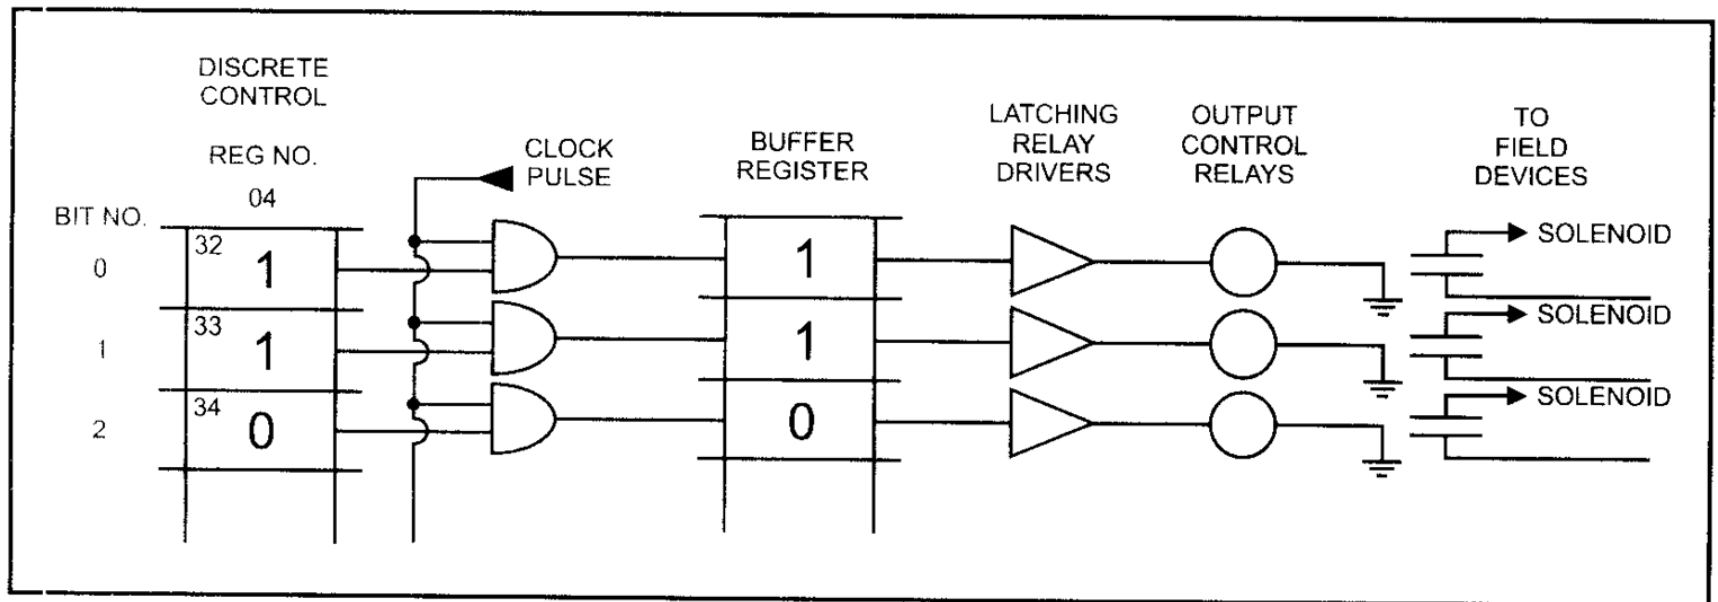 DISCRETE
CONTROL
REG NO.
04
BIT NO.
CLOCK
PULSE
BUFFER
REGISTER
LATCHING
RELAY
DRIVERS
OUTPUT
CONTROL
RELAYS
TO
FIELD
DEVICES
0
32
1
1
SOLENOID
1
33
1
1
SOLENOID
2
34
0
0
SOLENOID